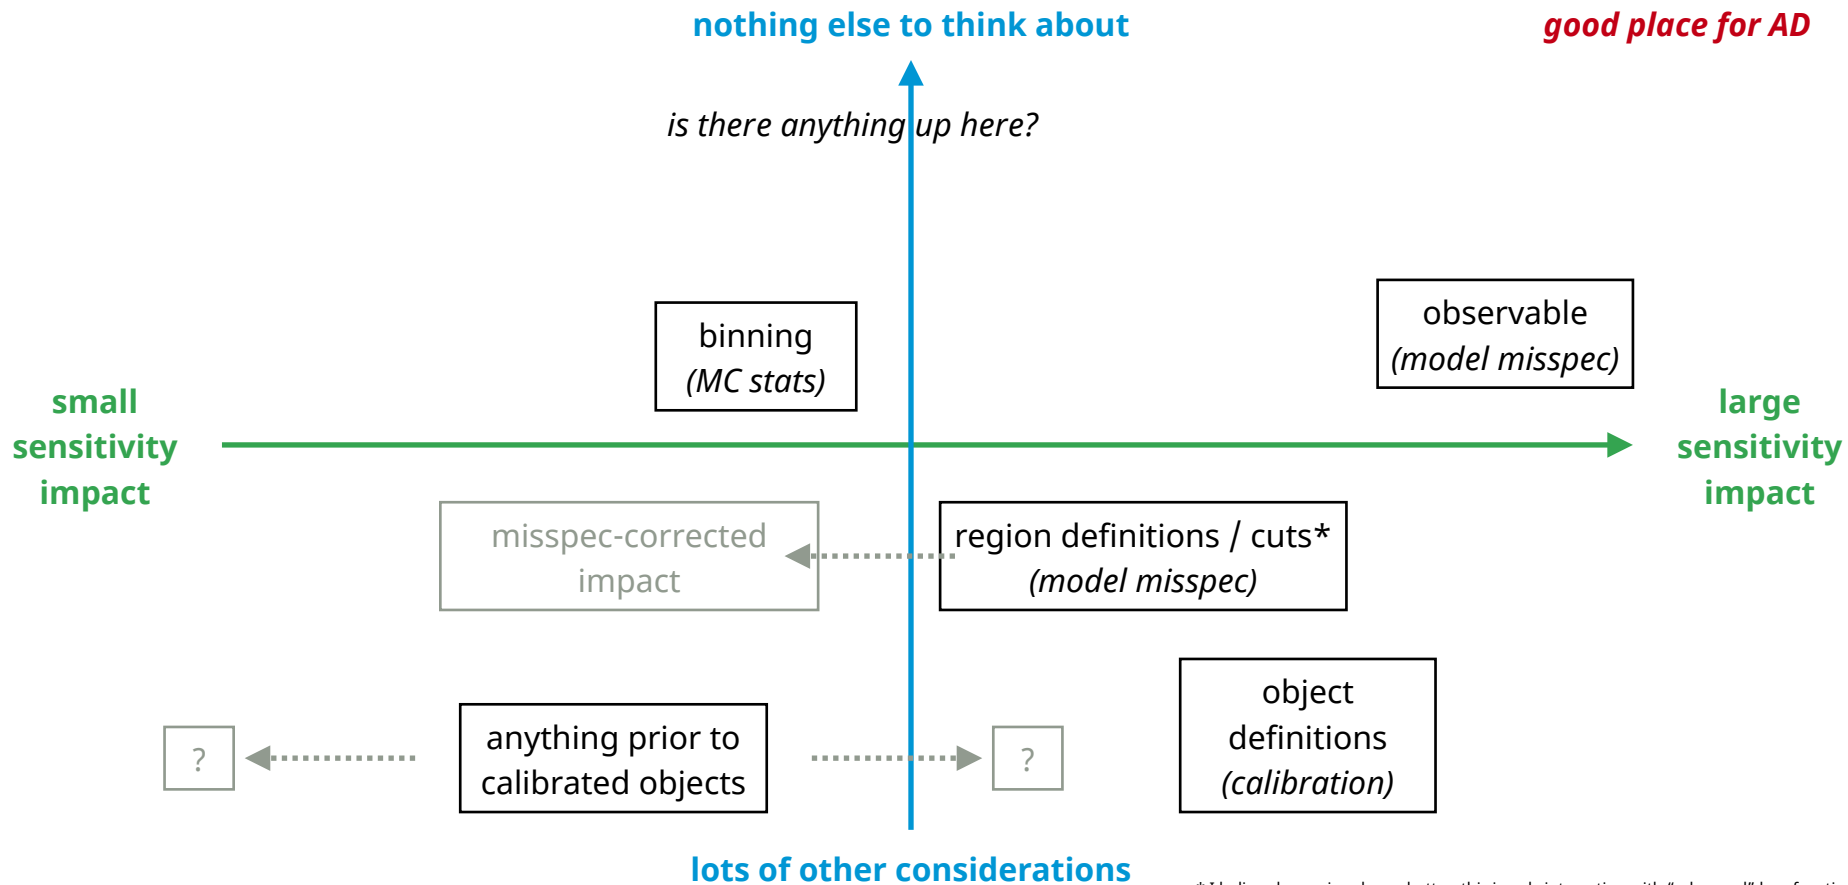 nothing else to think about
good place for AD
is there anything up here?
binning
(MC stats)
observable
(model misspec)
small
sensitivity
impact
large
sensitivity
impact
misspec-corrected
impact
region definitions / cuts*
(model misspec)
anything prior to
calibrated objects
?
?
object
definitions
(calibration)
lots of other considerations